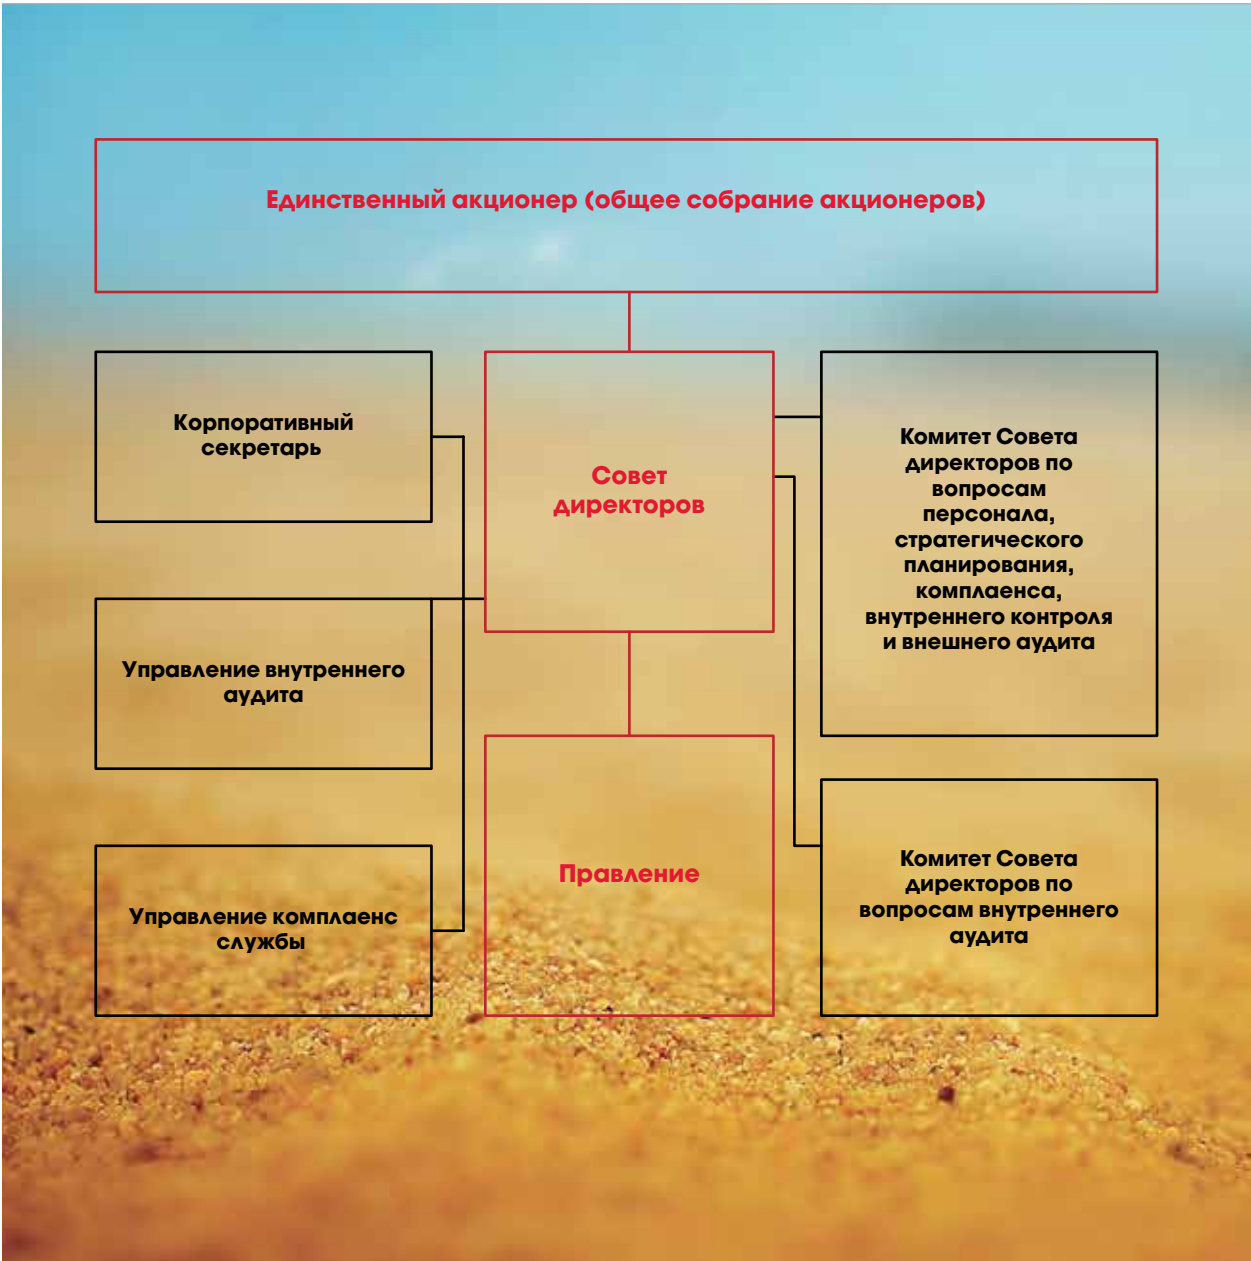 Единственный акционер (общее собрание акционеров)
Корпоративный
секретарь
Управление внутреннего
аудита
Управление комплаенс
службы
Совет
директоров
Правление
Комитет Совета
директоров по
вопросам
персонала,
стратегического
планирования,
комплаенса,
внутреннего контроля
и внешнего аудита
Комитет Совета
директоров по
вопросам внутреннего
аудита